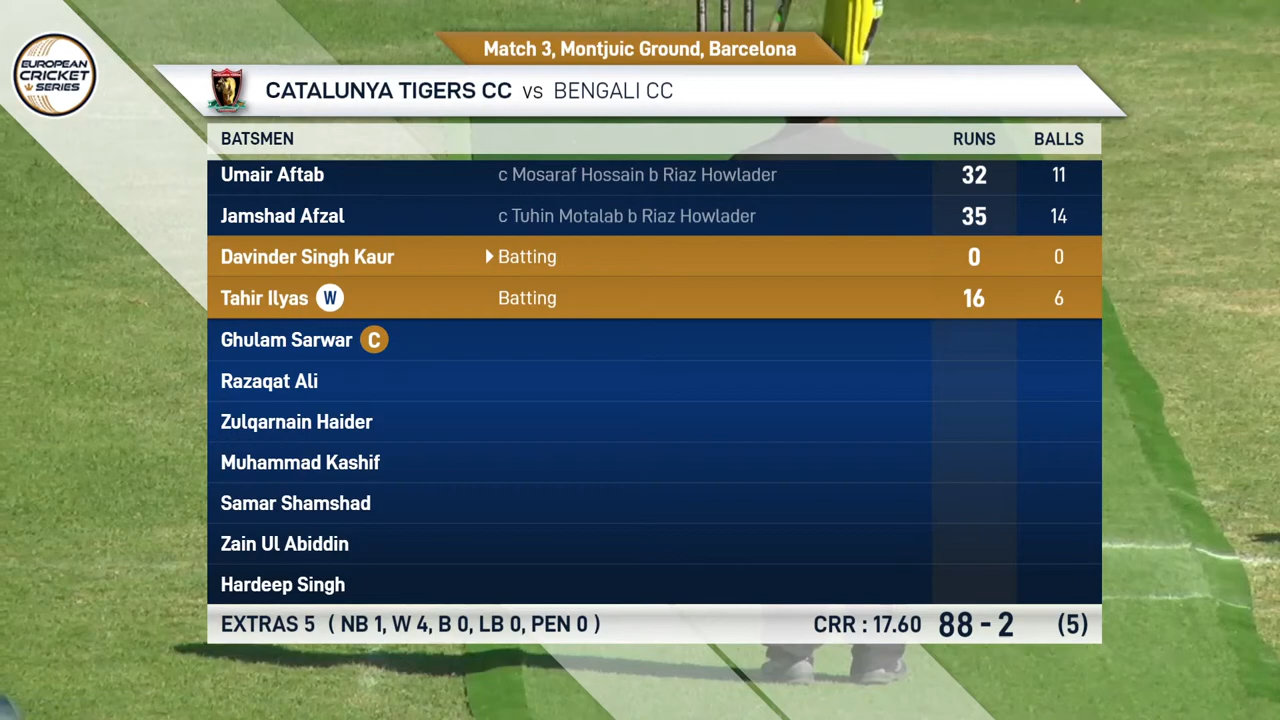 EUROPEAN
CRICKET
SERIES
Match 3, Montjuic Ground, Barcelona
CATALUNYA TIGERS CC vs BENGALI CC
BATSMEN RUNS BALLS
Umair Aftab c Mosaraf Hossain b Riaz Howlader 32 11
Jamshad Afzal c Tuhin Motalab b Riaz Howlader 35 14
Davinder Singh Kaur Batting 0 0
Tahir Ilyas W Batting 16 6
Ghulam Sarwar C
Razaqat Ali
Zulqarnain Haider
Muhammad Kashif
Samar Shamshad
Zain Ul Abiddin
Hardeep Singh
EXTRAS 5 ( NB 1, W 4, B 0, LB 0, PEN 0 ) CRR : 17.60 88 - 2 (5)